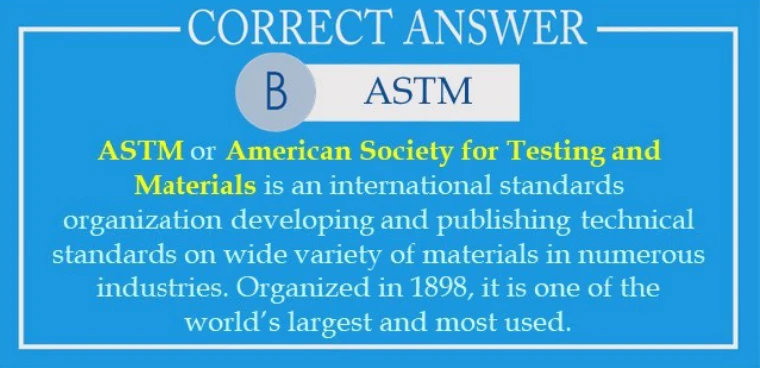 CORRECT ANSWER
B ASTM
ASTM or American Society for Testing and
Materials is an international standards
organization developing and publishing technical
standards on wide variety of materials in numerous
industries. Organized in 1898, it is one of the
world's largest and most used.